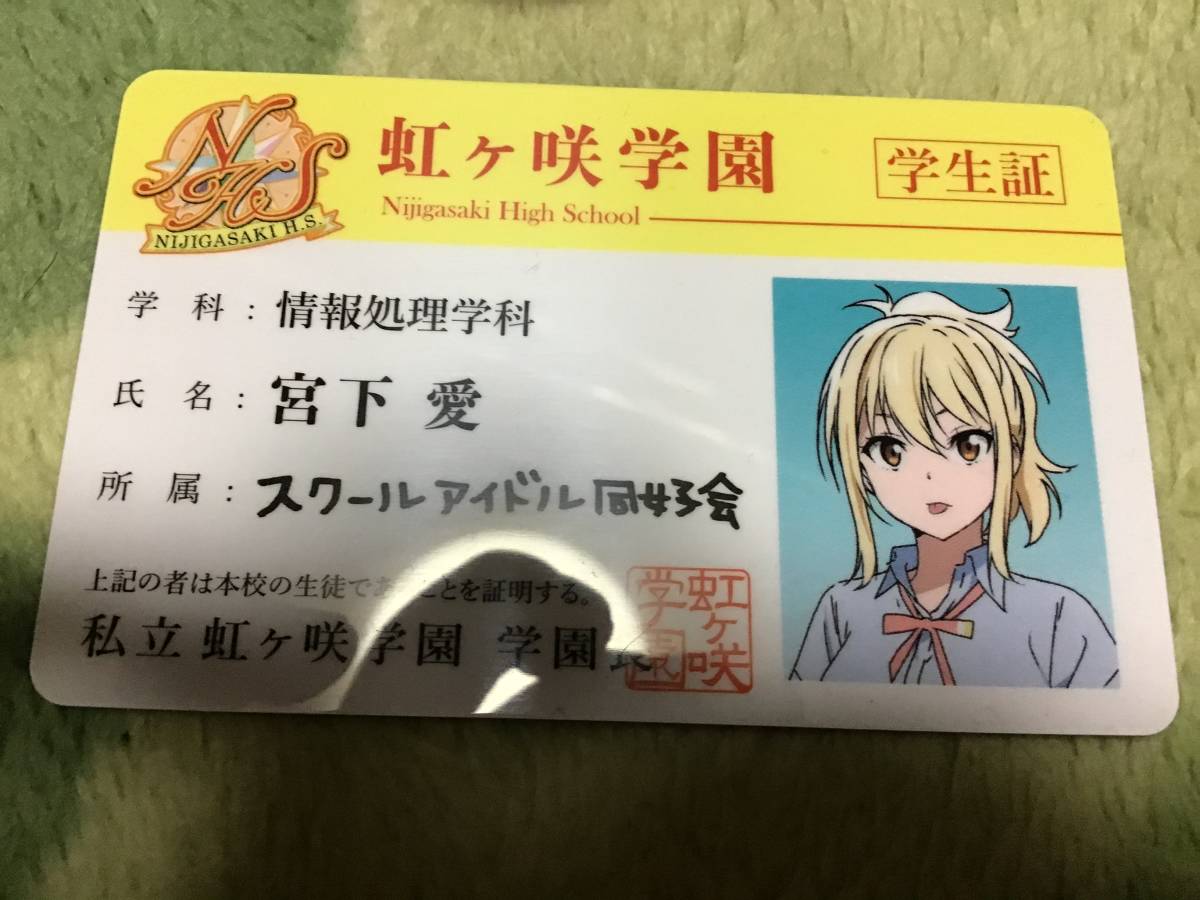 NHS
NIJIGASAKI H.S.
虹ヶ咲学園
Nijigasaki High School
学生証
学 科 : 情報処理学科
氏 名 : 宮下 愛
所 属 : スクールアイドル同好会
上記の者は本校の生徒であることを証明する。
私立 虹ヶ咲学園 学園長
虹ヶ咲
学園